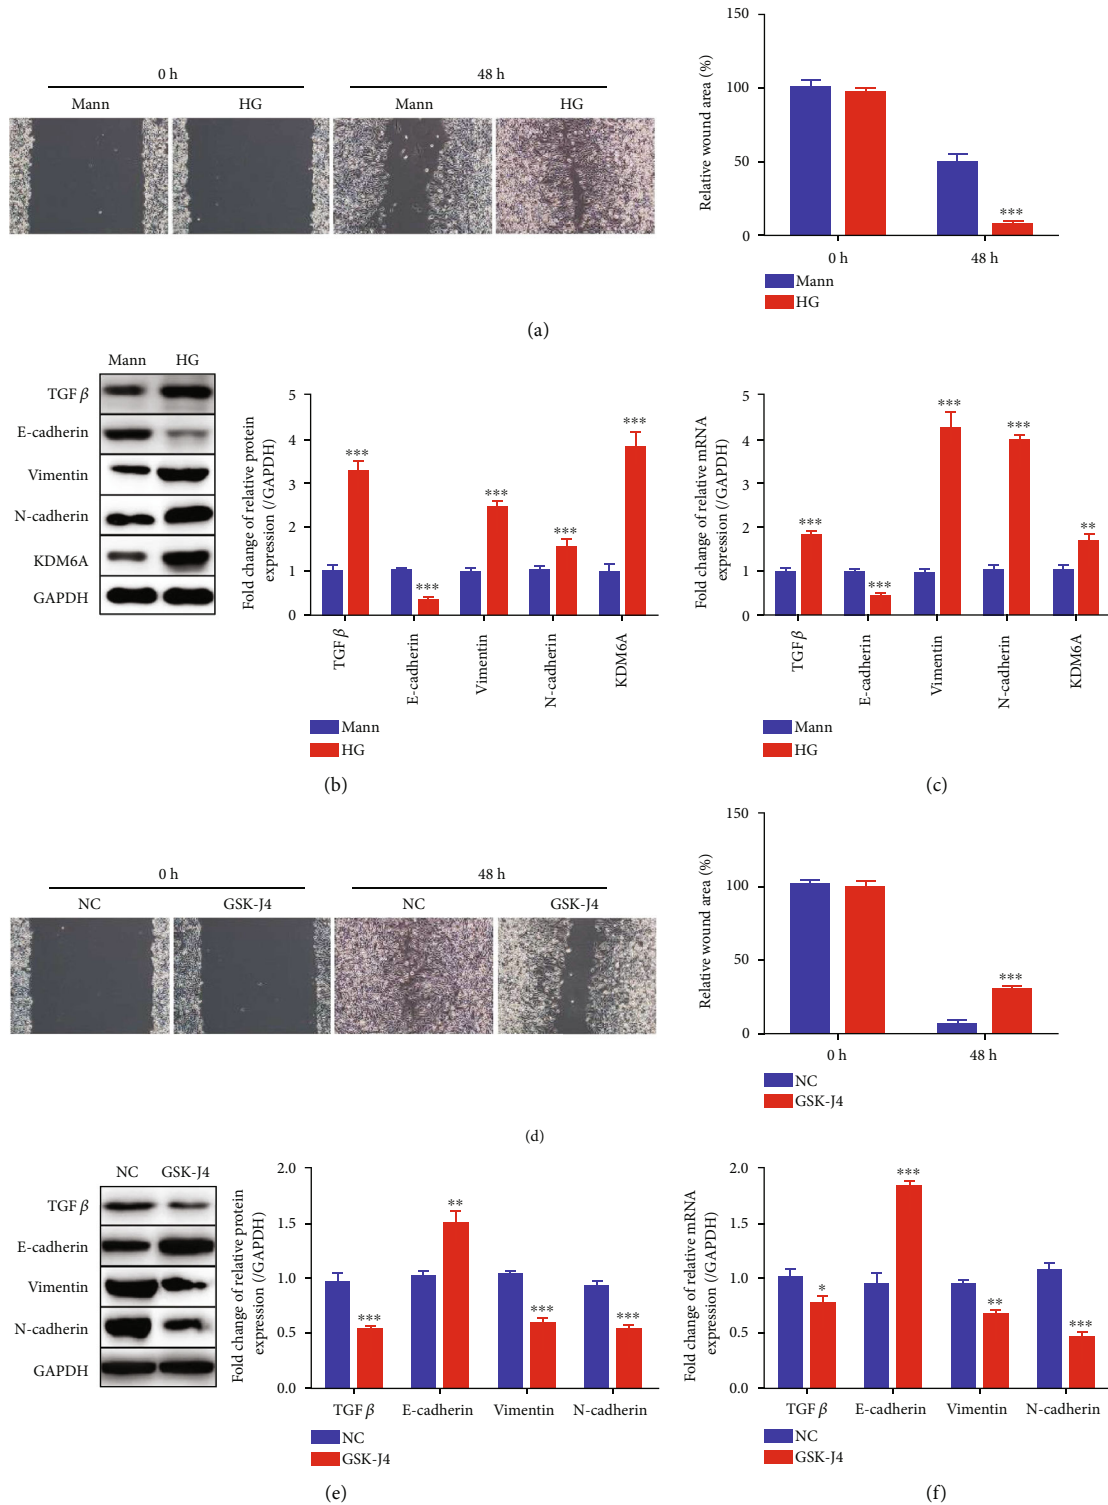 0 h
48 h
Mann
HG
Mann
HG
Relative wound area (%)
150
100
50
0
***
0 h
48 h
Mann
HG
(a)
Mann
HG
TGF β
E-cadherin
Vimentin
N-cadherin
KDM6A
GAPDH
Fold change of relative protein
expression (/GAPDH)
5
4
3
2
1
0
***
***
***
***
***
TGF β
E-cadherin
Vimentin
N-cadherin
KDM6A
Mann
HG
(b)
Fold change of relative mRNA
expression (/GAPDH)
5
4
3
2
1
0
***
***
***
***
**
TGF β
E-cadherin
Vimentin
N-cadherin
KDM6A
Mann
HG
(c)
0 h
48 h
NC
GSK-J4
NC
GSK-J4
Relative wound area (%)
150
100
50
0
***
0 h
48 h
NC
GSK-J4
(d)
NC
GSK-J4
TGF β
E-cadherin
Vimentin
N-cadherin
GAPDH
Fold change of relative protein
expression (/GAPDH)
2.0
1.5
1.0
0.5
0.0
***
**
***
***
TGF β
E-cadherin
Vimentin
N-cadherin
NC
GSK-J4
(e)
Fold change of relative mRNA
expression (/GAPDH)
2.0
1.5
1.0
0.5
0.0
*
***
**
***
TGF β
E-cadherin
Vimentin
N-cadherin
NC
GSK-J4
(f)